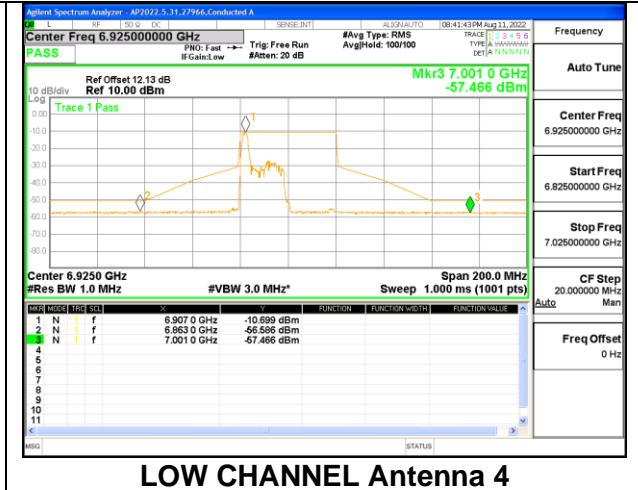 Agilent Spectrum Analyzer - AP2022.5.31,27966,Conducted A
L RF 50 Ω DC SENSE:INT ALIGN AUTO 08:41:43PM Aug 11, 2022
Center Freq 6.925000000 GHz
PASS
PNO: Fast
IFGain:Low
Trig: Free Run
#Atten: 20 dB
#Avg Type: RMS
Avg|Hold: 100/100
TRACE 1 2 3 4 5 6
TYPE A WWWWW
DET A N N N N N
Ref Offset 12.13 dB
Ref 10.00 dBm
10 dB/div
Log
Mkr3 7.001 0 GHz
-57.466 dBm
Trace 1 Pass
0.00
-10.0
-20.0
-30.0
-40.0
-50.0
-60.0
-70.0
-80.0
1
2
3
Center 6.9250 GHz
#Res BW 1.0 MHz
#VBW 3.0 MHz*
Span 200.0 MHz
Sweep 1.000 ms (1001 pts)
MKR MODE TRC SCL X Y FUNCTION FUNCTION WIDTH FUNCTION VALUE
1 N 1 f 6.907 0 GHz -10.699 dBm
2 N 1 f 6.863 0 GHz -56.586 dBm
3 N 1 f 7.001 0 GHz -57.466 dBm
4
5
6
7
8
9
10
11
MSG
STATUS
Frequency
Auto Tune
Center Freq
6.925000000 GHz
Start Freq
6.825000000 GHz
Stop Freq
7.025000000 GHz
CF Step
20.000000 MHz
Auto Man
Freq Offset
0 Hz
LOW CHANNEL Antenna 4